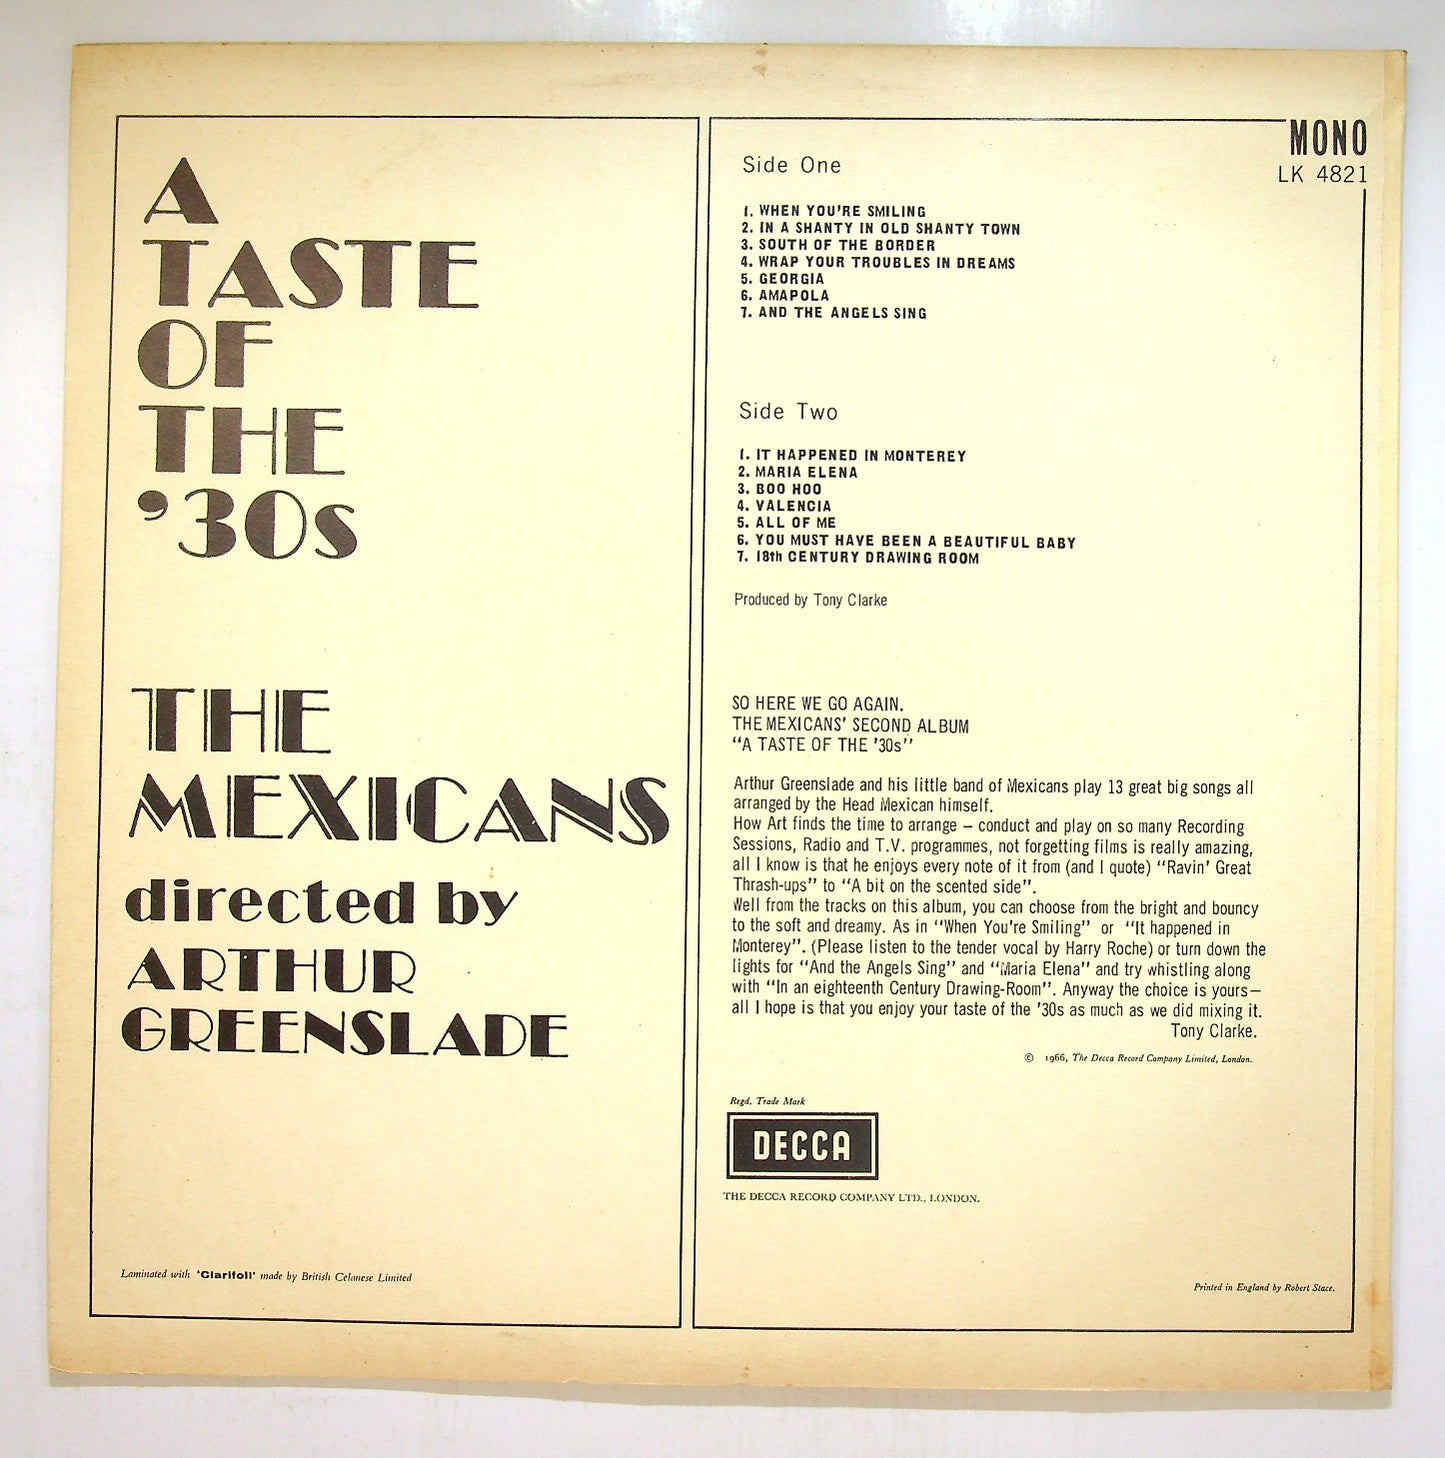 A
TASTE
OF
THE
’30s
THE
MEXICANS
directed by
ARTHUR
GREENSLADE
Laminated with ‘Clarifoil’ made by British Celanese Limited
MONO
LK 4821
Side One
1. WHEN YOU'RE SMILING
2. IN A SHANTY IN OLD SHANTY TOWN
3. SOUTH OF THE BORDER
4. WRAP YOUR TROUBLES IN DREAMS
5. GEORGIA
6. AMAPOLA
7. AND THE ANGELS SING
Side Two
1. IT HAPPENED IN MONTEREY
2. MARIA ELENA
3. BOO HOO
4. VALENCIA
5. ALL OF ME
6. YOU MUST HAVE BEEN A BEAUTIFUL BABY
7. 18th CENTURY DRAWING ROOM
Produced by Tony Clarke
SO HERE WE GO AGAIN.
THE MEXICANS’ SECOND ALBUM
“A TASTE OF THE ’30s”
Arthur Greenslade and his little band of Mexicans play 13 great big songs all
arranged by the Head Mexican himself.
How Art finds the time to arrange – conduct and play on so many Recording
Sessions, Radio and T.V. programmes, not forgetting films is really amazing,
all I know is that he enjoys every note of it from (and I quote) “Ravin’ Great
Thrash-ups” to “A bit on the scented side”.
Well from the tracks on this album, you can choose from the bright and bouncy
to the soft and dreamy. As in “When You're Smiling” or “It happened in
Monterey”. (Please listen to the tender vocal by Harry Roche) or turn down the
lights for “And the Angels Sing” and “Maria Elena” and try whistling along
with “In an eighteenth Century Drawing-Room”. Anyway the choice is yours—
all I hope is that you enjoy your taste of the ’30s as much as we did mixing it.
Tony Clarke.
© 1966, The Decca Record Company Limited, London.
Regd. Trade Mark
DECCA
THE DECCA RECORD COMPANY LTD., LONDON.
Printed in England by Robert Stace.